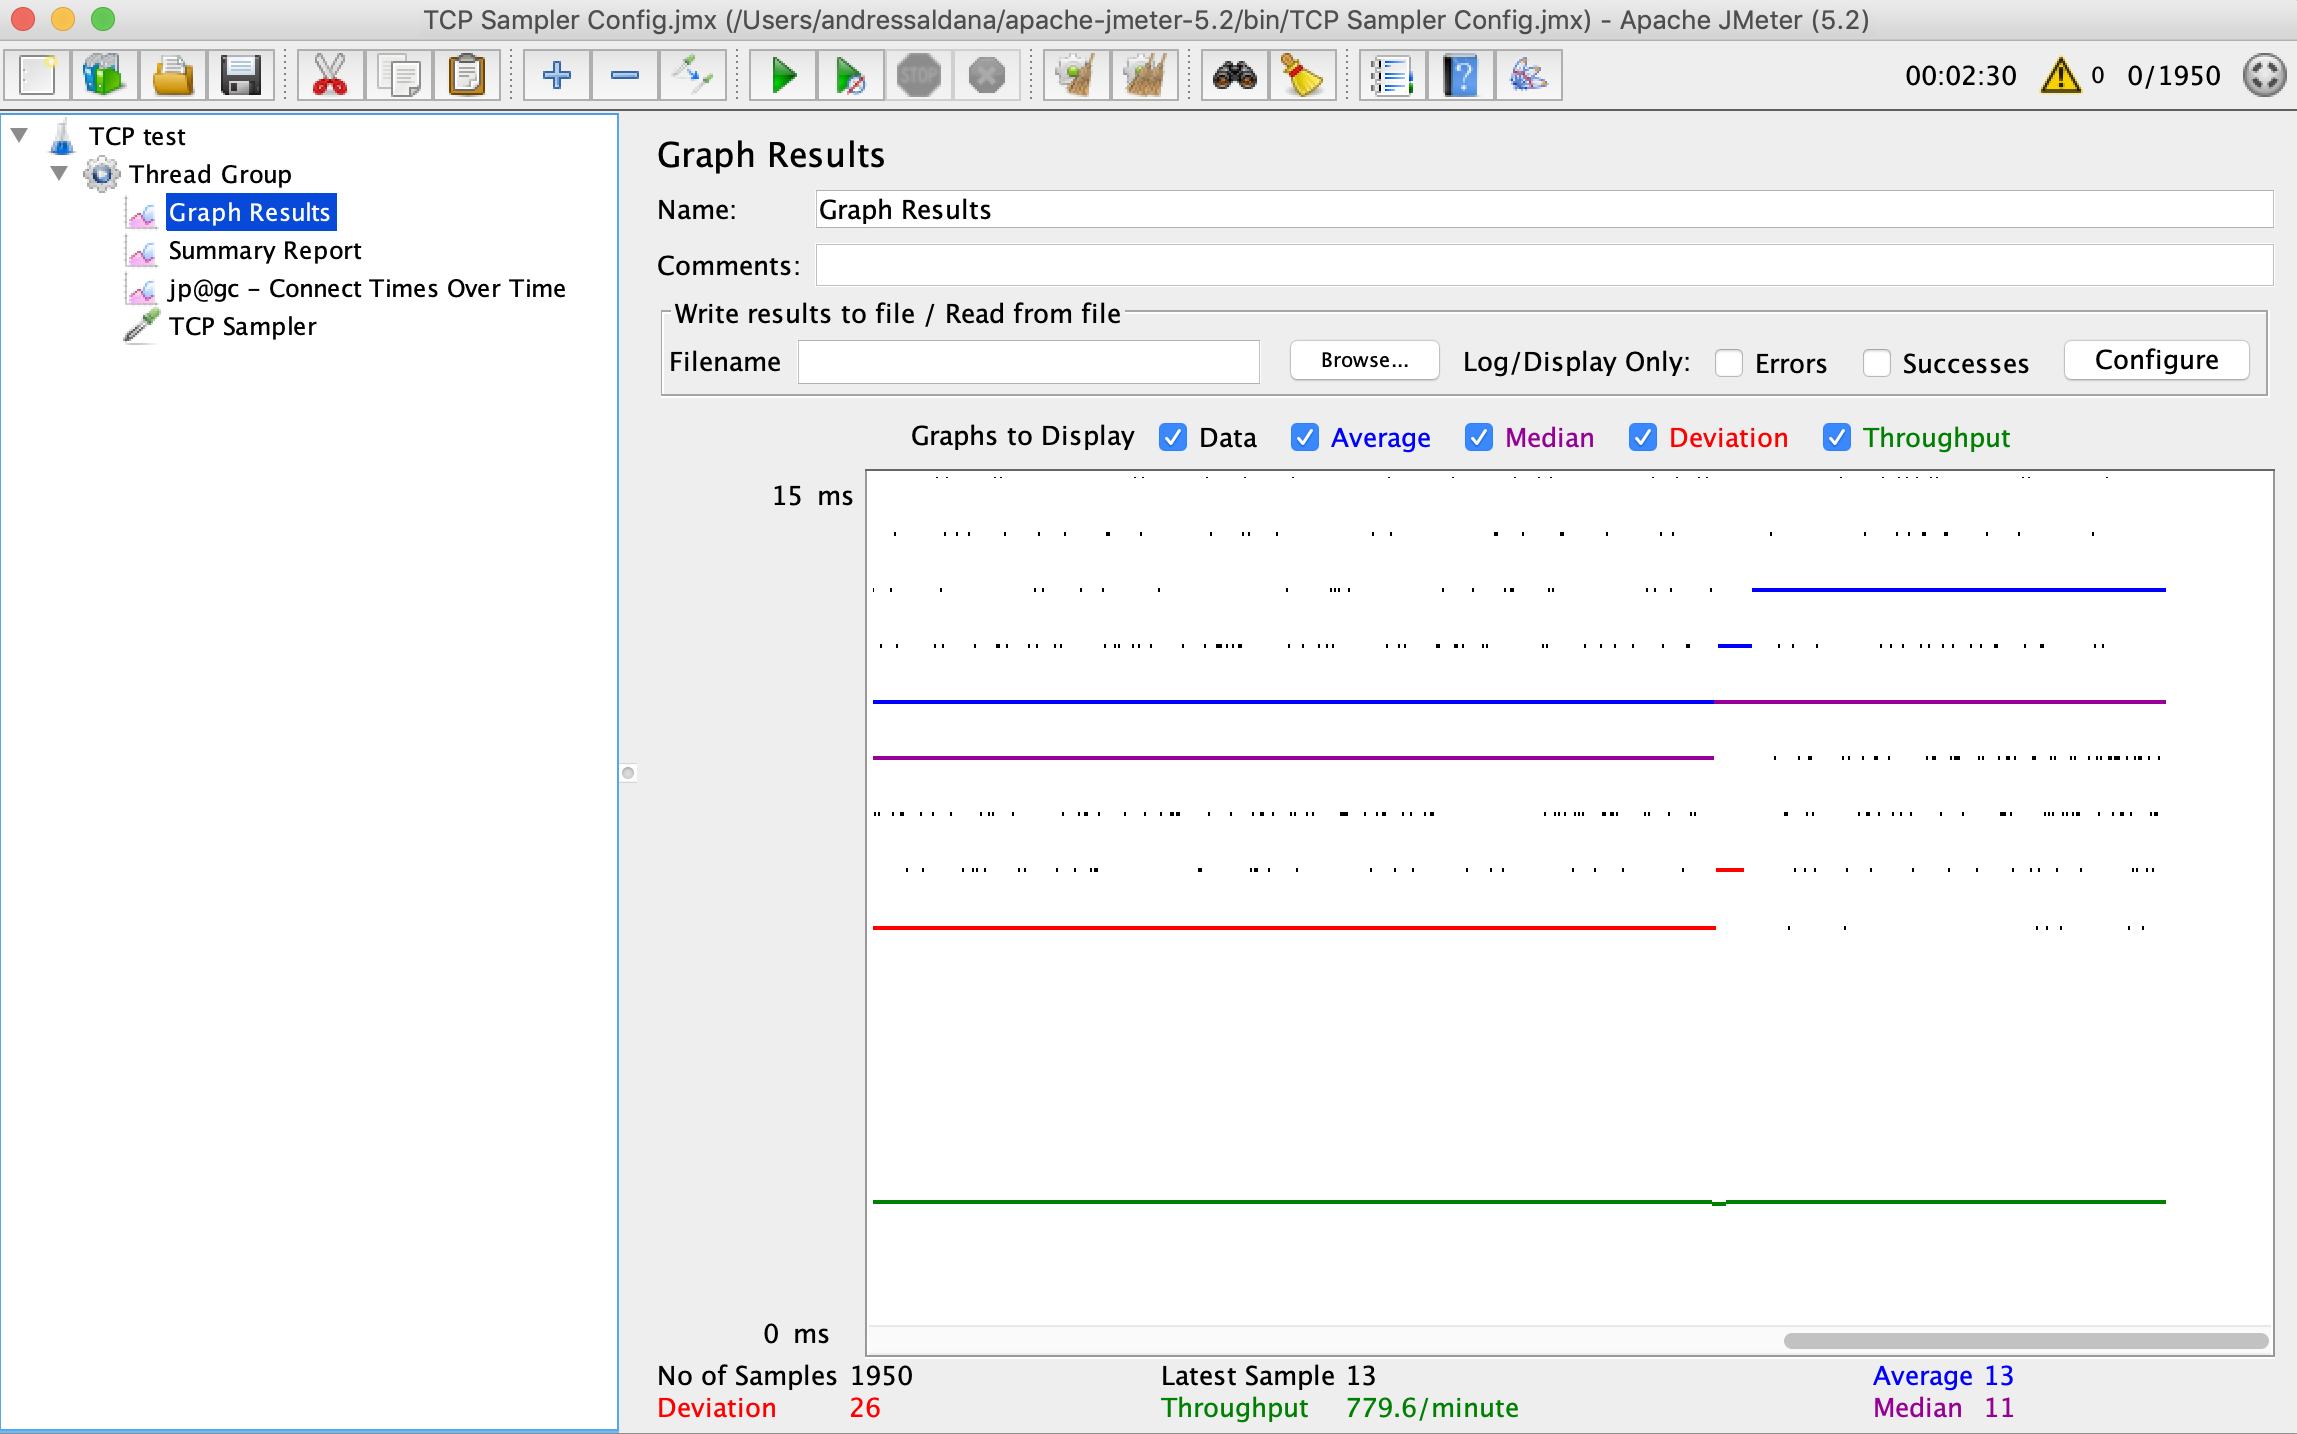 TCP Sampler Config.jmx (/Users/andressaldana/apache-jmeter-5.2/bin/TCP Sampler Config.jmx) - Apache JMeter (5.2)
STOP
?
00:02:30 0 0/1950
TCP test
Thread Group
Graph Results
Summary Report
jp@gc - Connect Times Over Time
TCP Sampler
Graph Results
Name: Graph Results
Comments:
Write results to file / Read from file
Filename Browse... Log/Display Only: Errors Successes Configure
Graphs to Display Data Average Median Deviation Throughput
15 ms
0 ms
No of Samples 1950 Latest Sample 13 Average 13
Deviation 26 Throughput 779.6/minute Median 11